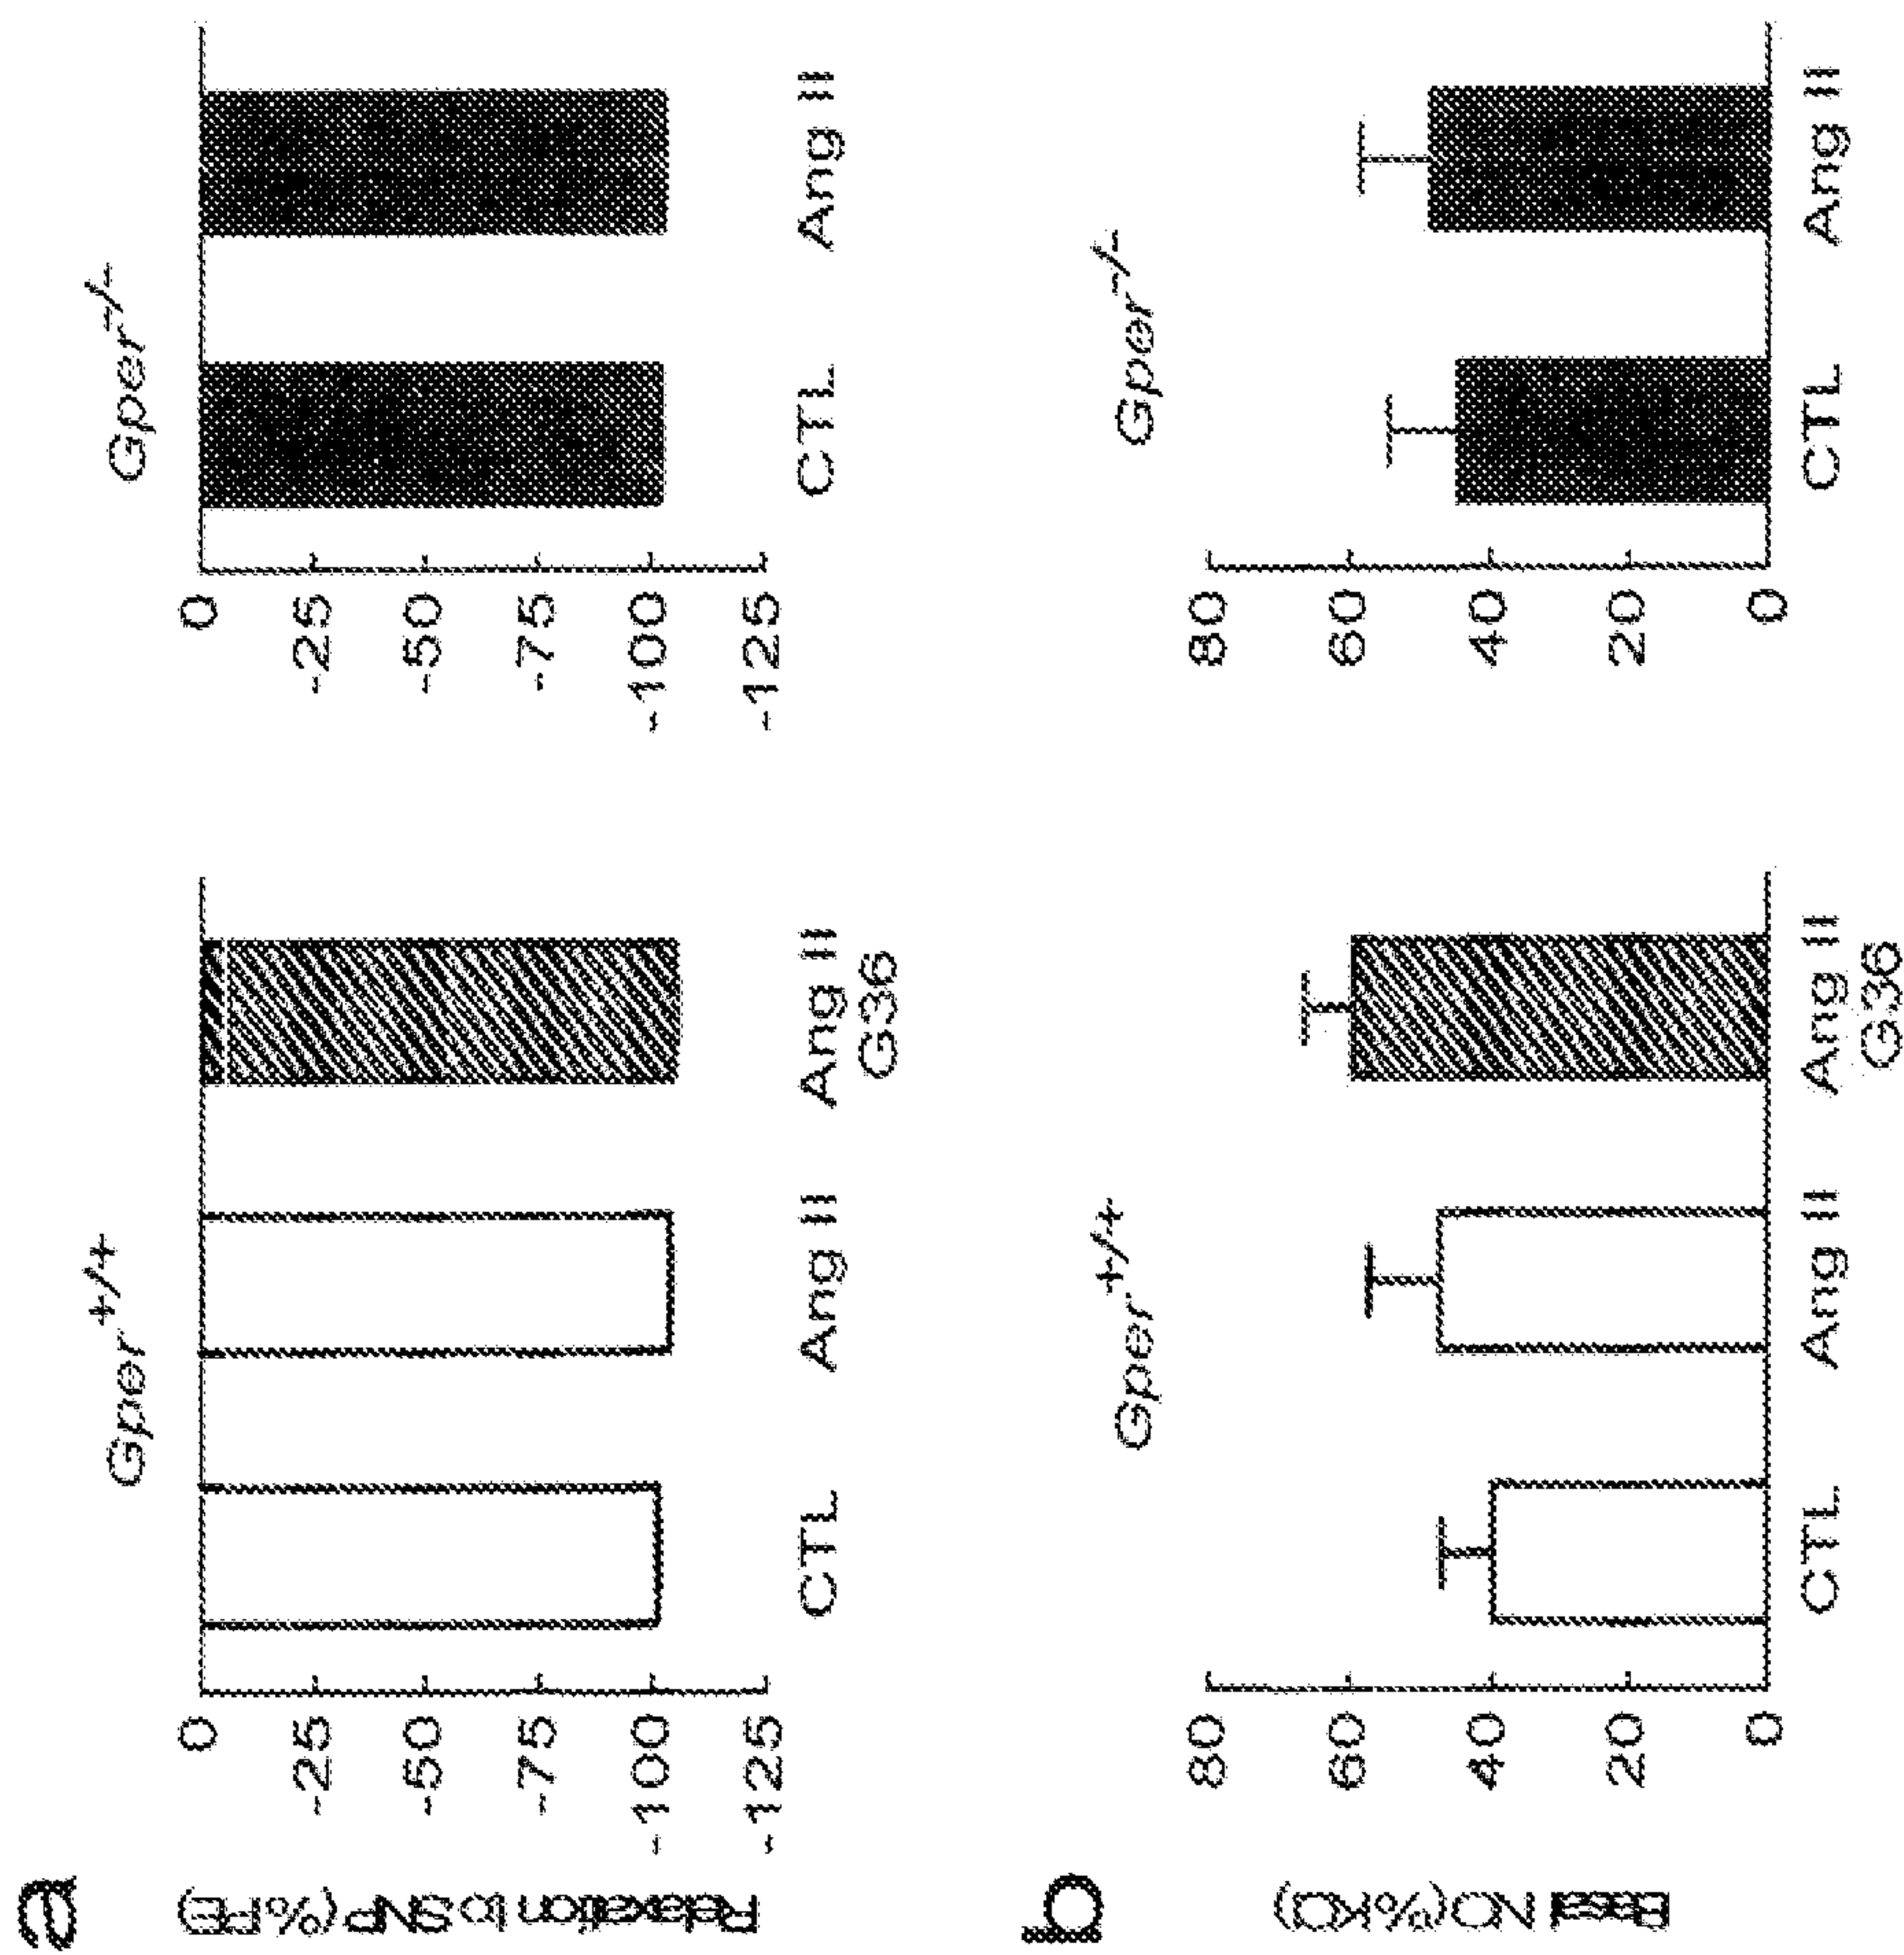 a
Gper+/+
Gper-/-
Relaxation to SNP (%PE)
0
-25
-50
-75
-100
-125
CTL
Ang II
Ang II
G36
0
-25
-50
-75
-100
-125
CTL
Ang II
b
Gper+/+
Gper-/-
Basal NO (%KCl)
80
60
40
20
0
CTL
Ang II
Ang II
G36
80
60
40
20
0
CTL
Ang II